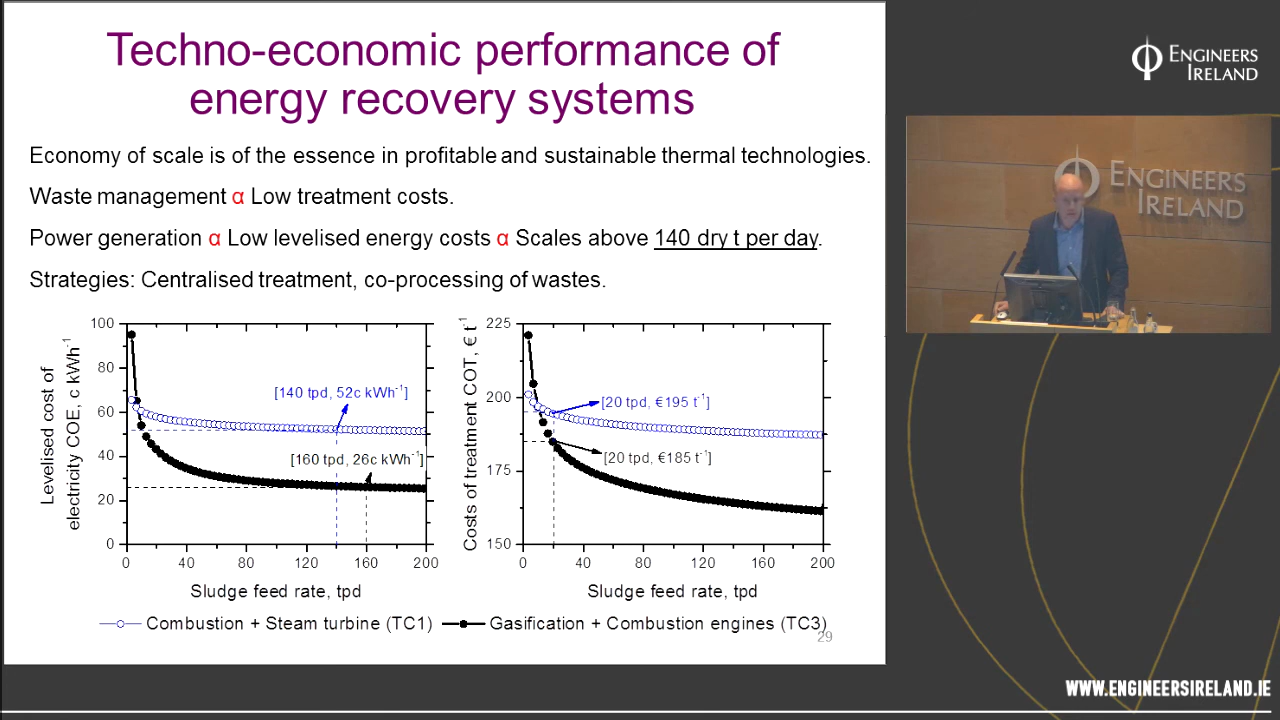 Techno-economic performance of
energy recovery systems
Economy of scale is of the essence in profitable and sustainable thermal technologies.
Waste management α Low treatment costs.
Power generation α Low levelised energy costs α Scales above 140 dry t per day.
Strategies: Centralised treatment, co-processing of wastes.
Levelised cost of
electricity COE, c kWh⁻¹
100
80
60
40
20
0
[140 tpd, 52c kWh⁻¹]
[160 tpd, 26c kWh⁻¹]
0 40 80 120 160 200
Sludge feed rate, tpd
Costs of treatment COT, € t⁻¹
225
200
175
150
[20 tpd, €195 t⁻¹]
[20 tpd, €185 t⁻¹]
0 40 80 120 160 200
Sludge feed rate, tpd
Combustion + Steam turbine (TC1) Gasification + Combustion engines (TC3)
29
ENGINEERS
IRELAND
ENGINEERS
IRELAND
WWW.ENGINEERSIRELAND.IE